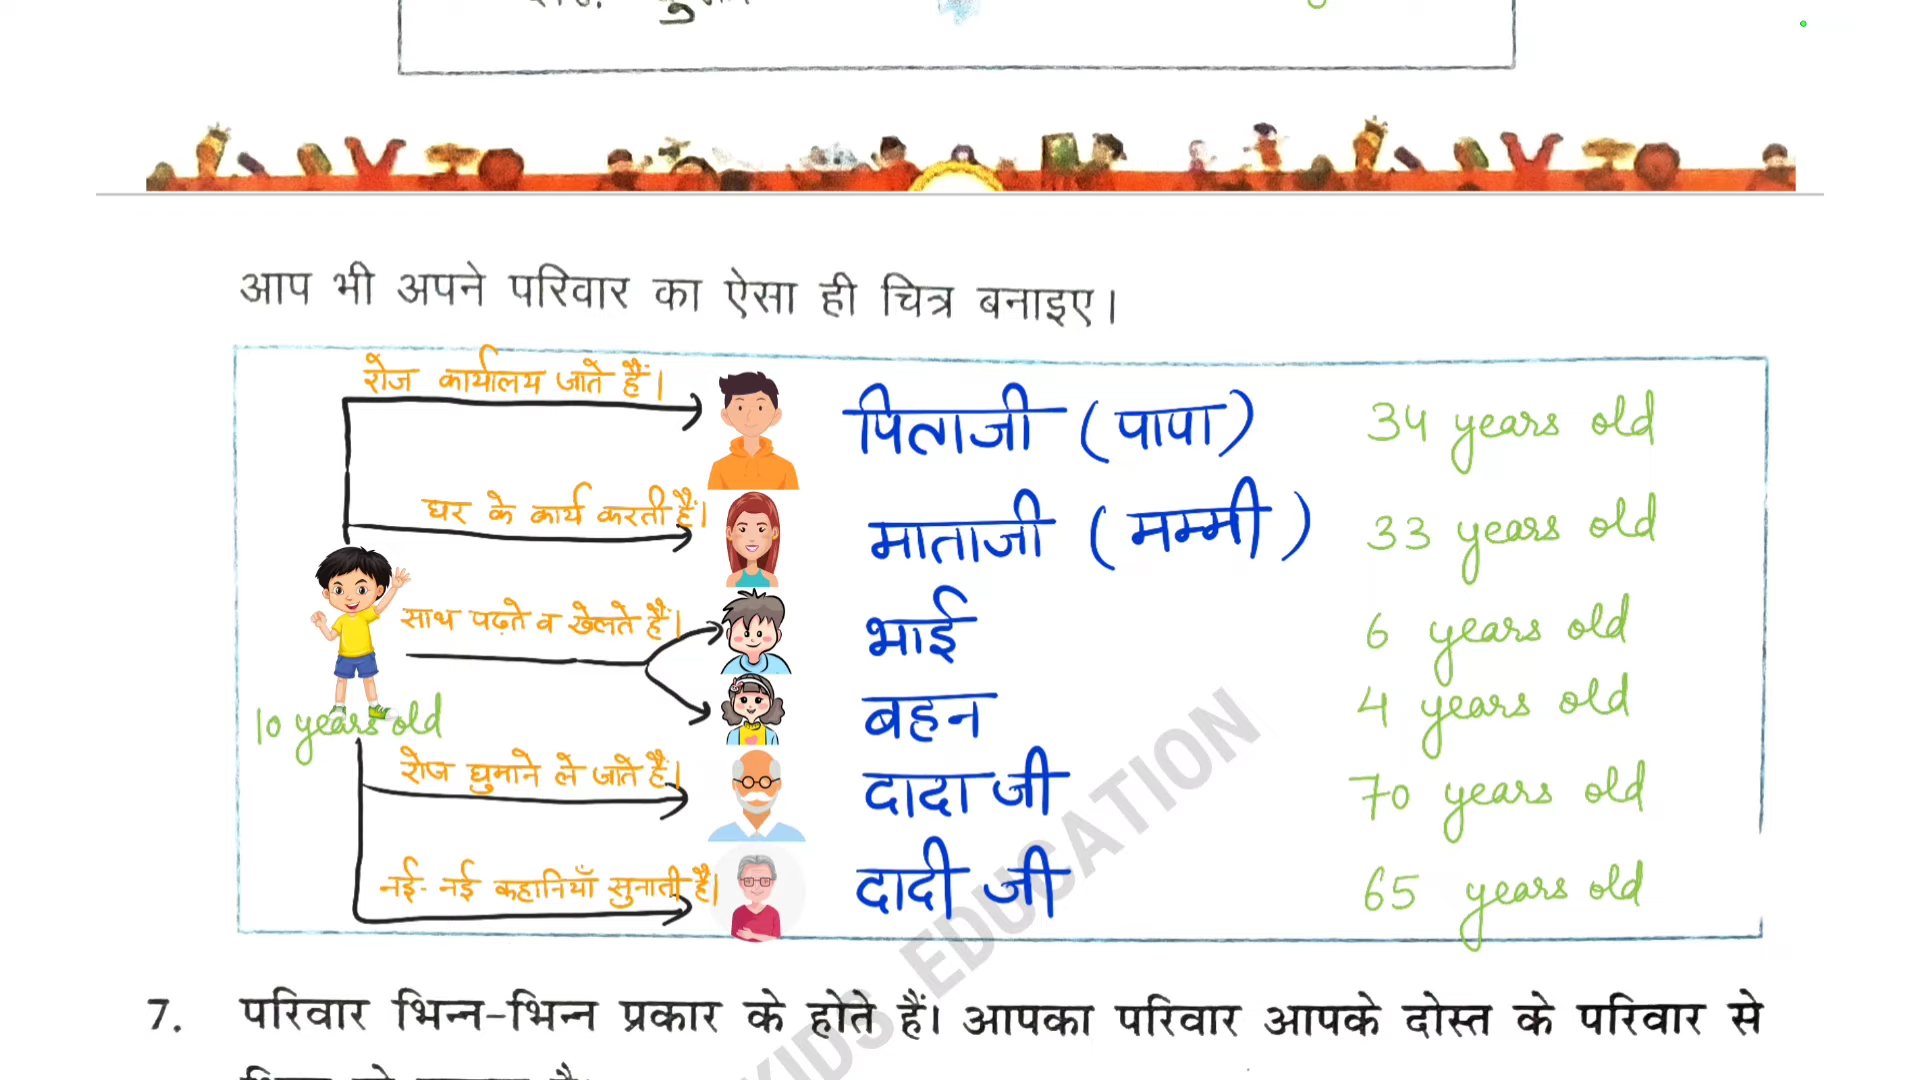 आप भी अपने परिवार का ऐसा ही चित्र बनाइए।
रोज कार्यालय जाते हैं।
पिताजी (पापा) 34 years old
घर के कार्य करती हैं।
माताजी (मम्मी) 33 years old
साथ पढ़ते व खेलते हैं।
भाई 6 years old
बहन 4 years old
10 years old
रोज घुमाने ले जाते हैं।
दादा जी 70 years old
नई-नई कहानियाँ सुनाती हैं।
दादी जी 65 years old
KIDS EDUCATION
7. परिवार भिन्न-भिन्न प्रकार के होते हैं। आपका परिवार आपके दोस्त के परिवार से